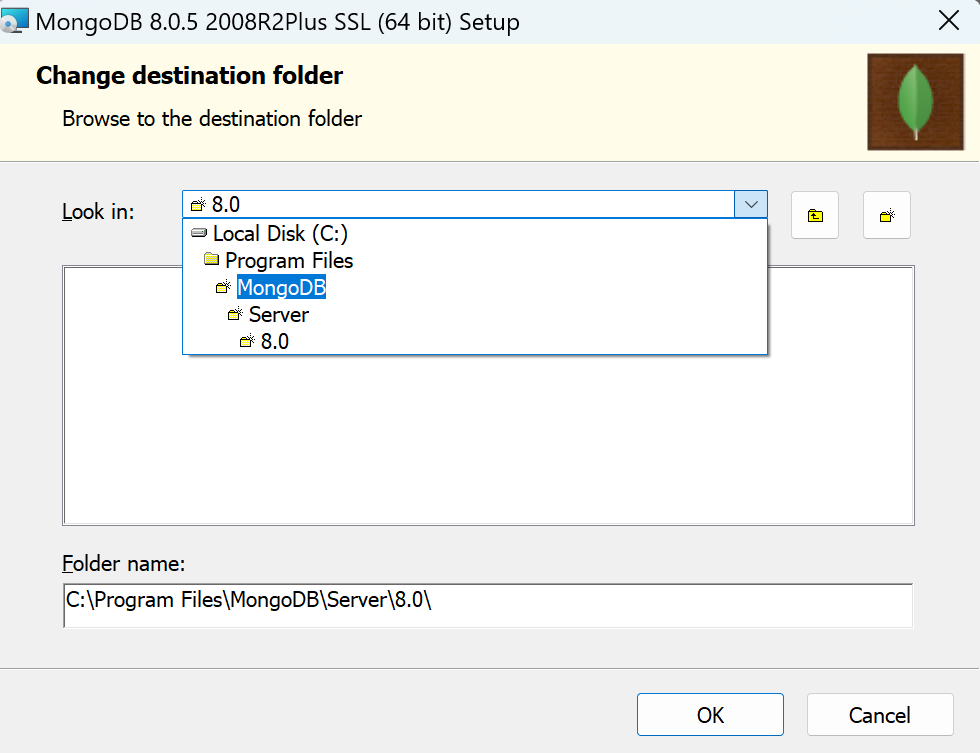 MongoDB 8.0.5 2008R2Plus SSL (64 bit) Setup
Change destination folder
Browse to the destination folder
Look in:
8.0
Local Disk (C:)
Program Files
MongoDB
Server
8.0
Folder name:
C:\Program Files\MongoDB\Server\8.0\
OK
Cancel